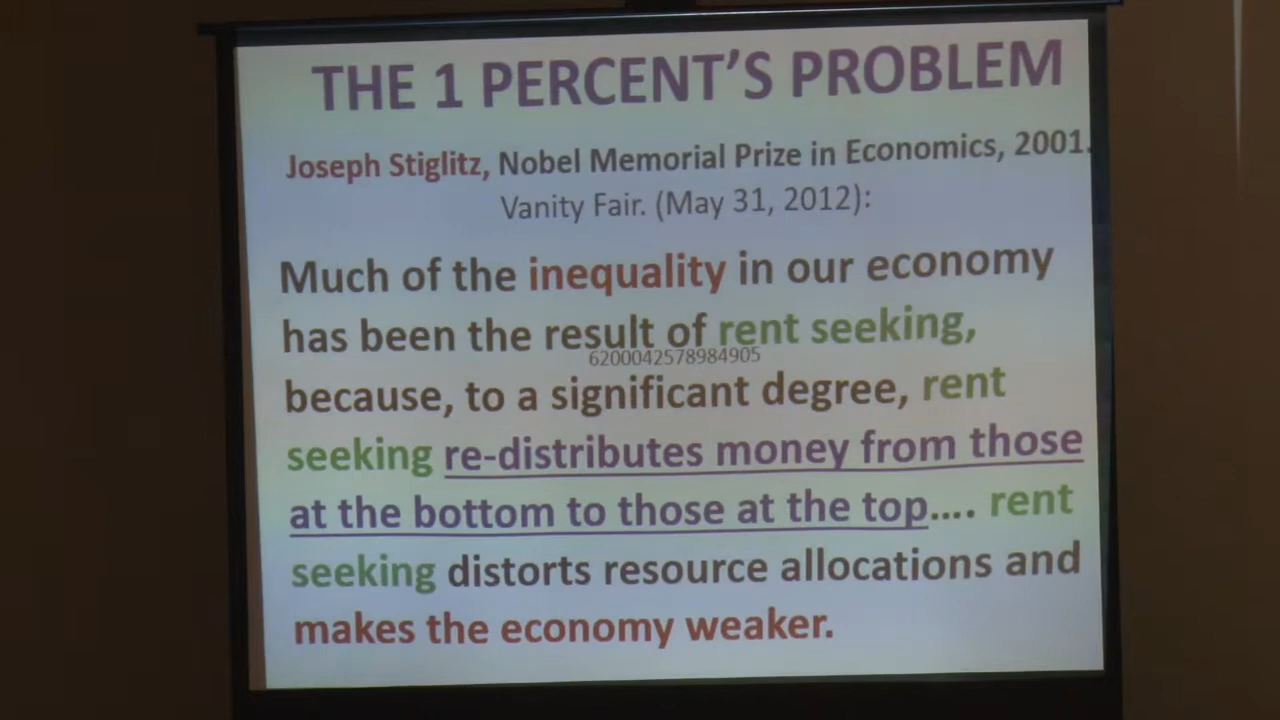 THE 1 PERCENT'S PROBLEM
Joseph Stiglitz, Nobel Memorial Prize in Economics, 2001.
Vanity Fair. (May 31, 2012):
Much of the inequality in our economy
has been the result of rent seeking,
6200042578984905
because, to a significant degree, rent
seeking re-distributes money from those
at the bottom to those at the top.... rent
seeking distorts resource allocations and
makes the economy weaker.